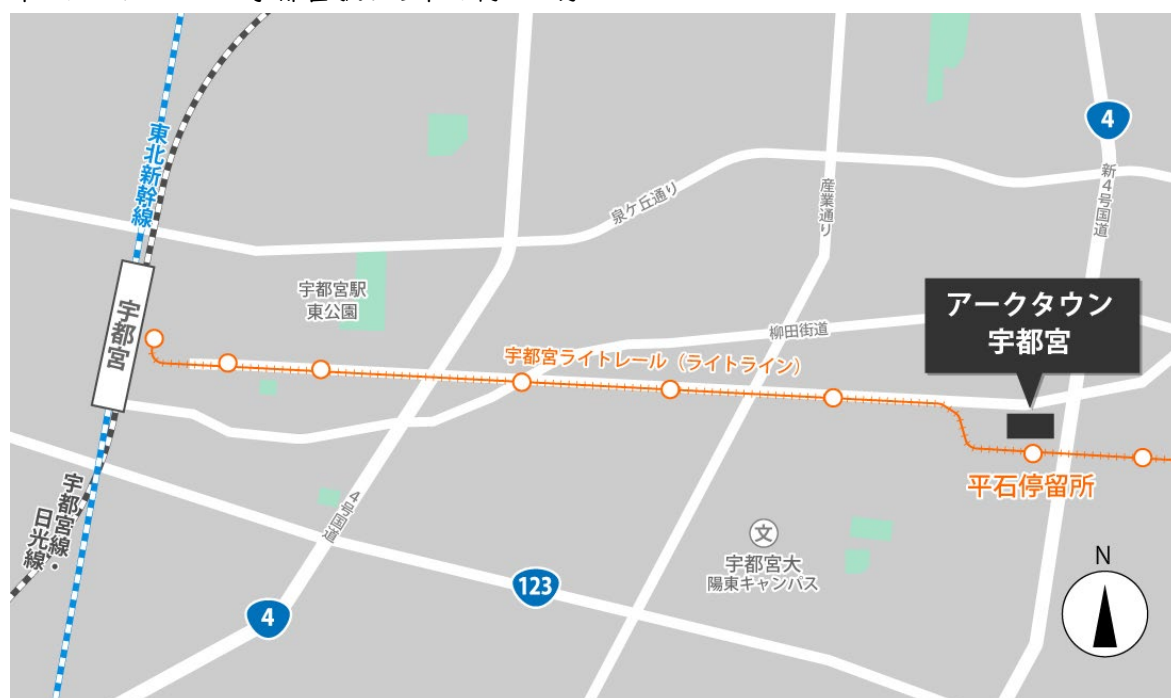 東北新幹線
4
新4号国道
泉ケ丘通り
産業通り
宇都宮駅
東公園
宇都宮
アークタウン
宇都宮
柳田街道
宇都宮ライトレール（ライトライン）
平石停留所
宇都宮線・
日光線
4号国道
文
宇都宮大
陽東キャンパス
123
4
N